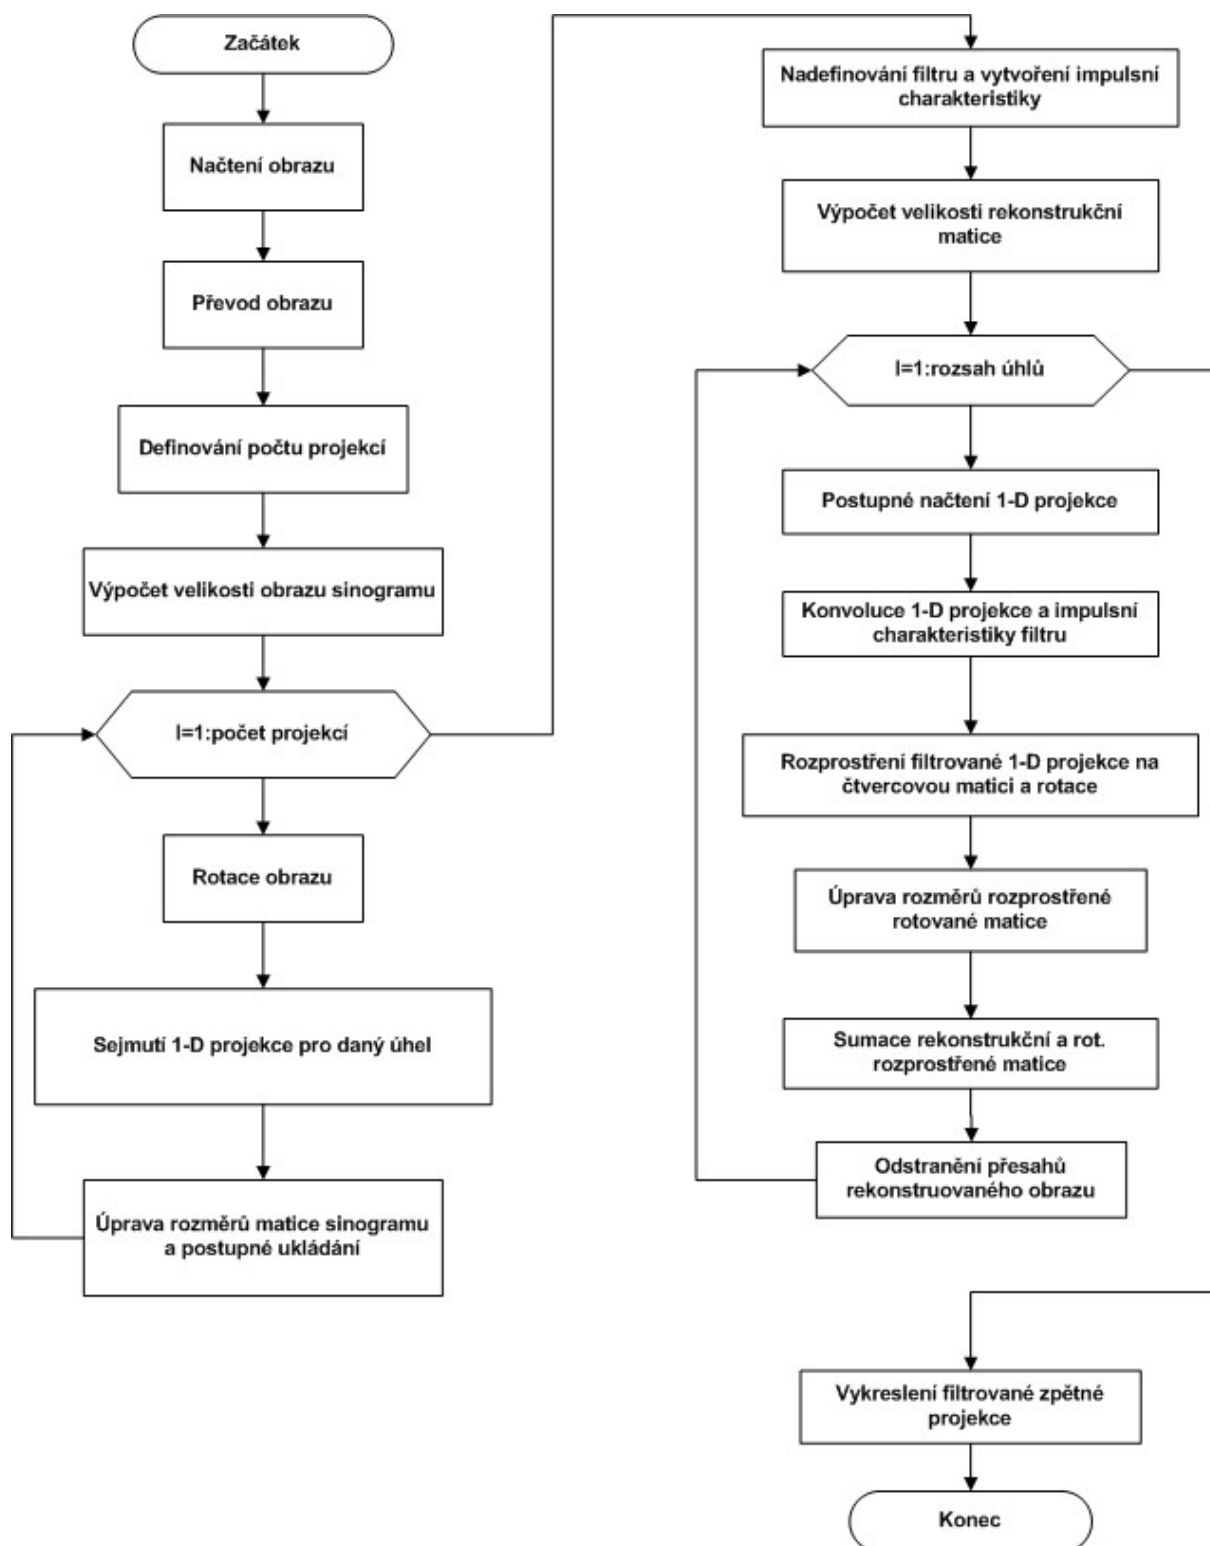 Začátek
Načtení obrazu
Převod obrazu
Definování počtu projekcí
Výpočet velikosti obrazu sinogramu
I=1:počet projekcí
Rotace obrazu
Sejmutí 1-D projekce pro daný úhel
Úprava rozměrů matice sinogramu
a postupné ukládání
Nadefinování filtru a vytvoření impulsní
charakteristiky
Výpočet velikosti rekonstrukční
matice
I=1:rozsah úhlů
Postupné načtení 1-D projekce
Konvoluce 1-D projekce a impulsní
charakteristiky filtru
Rozprostření filtrované 1-D projekce na
čtvercovou matici a rotace
Úprava rozměrů rozprostřené
rotované matice
Sumace rekonstrukční a rot.
rozprostřené matice
Odstranění přesahů
rekonstruovaného obrazu
Vykreslení filtrované zpětné
projekce
Konec